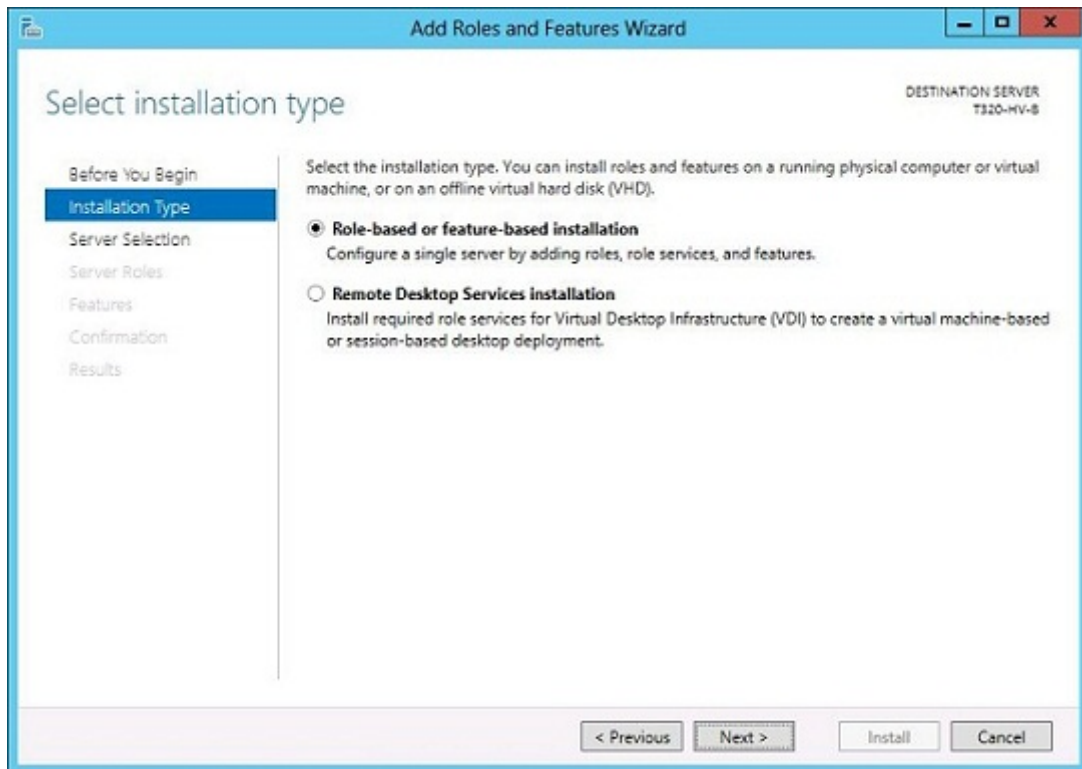 Add Roles and Features Wizard
Select installation type
DESTINATION SERVER
T320-HV-8
Before You Begin
Installation Type
Server Selection
Server Roles
Features
Confirmation
Results
Select the installation type. You can install roles and features on a running physical computer or virtual
machine, or on an offline virtual hard disk (VHD).
Role-based or feature-based installation
Configure a single server by adding roles, role services, and features.
Remote Desktop Services installation
Install required role services for Virtual Desktop Infrastructure (VDI) to create a virtual machine-based
or session-based desktop deployment.
< Previous
Next >
Install
Cancel